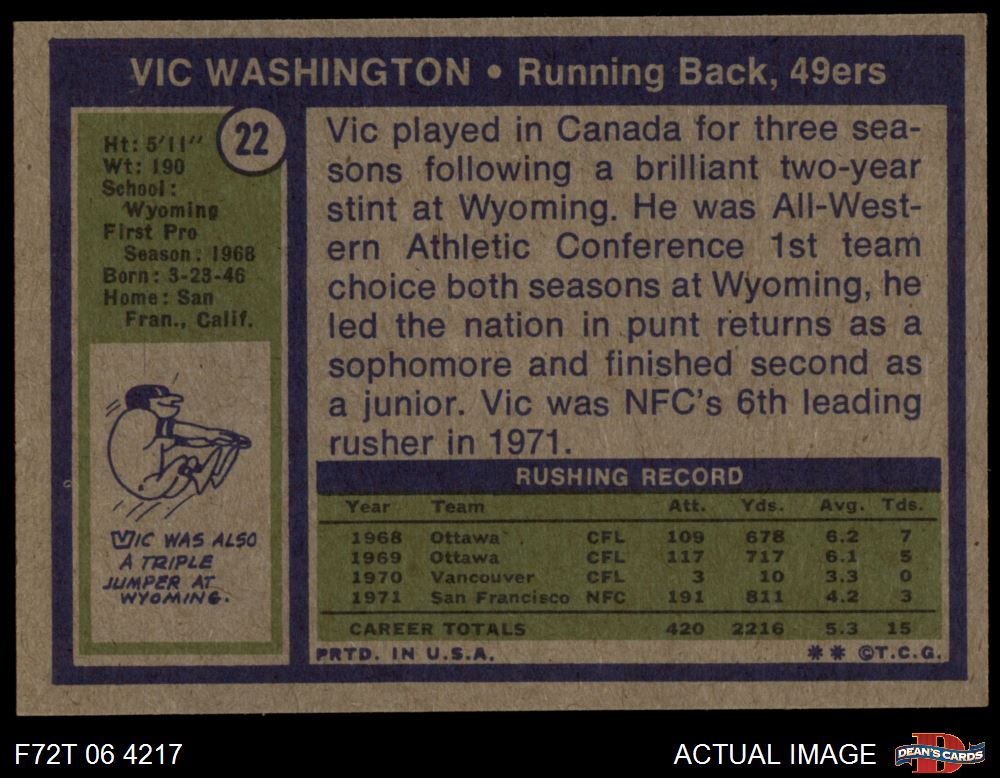 VIC WASHINGTON • Running Back, 49ers
22
Ht: 5'11"
Wt: 190
School:
Wyoming
First Pro
Season: 1968
Born: 3-23-46
Home: San
Fran., Calif.
VIC WAS ALSO
A TRIPLE
JUMPER AT
WYOMING.
Vic played in Canada for three sea-
sons following a brilliant two-year
stint at Wyoming. He was All-West-
ern Athletic Conference 1st team
choice both seasons at Wyoming, he
led the nation in punt returns as a
sophomore and finished second as
a junior. Vic was NFC's 6th leading
rusher in 1971.
RUSHING RECORD
Year Team Att. Yds. Avg. Tds.
1968 Ottawa CFL 109 678 6.2 7
1969 Ottawa CFL 117 717 6.1 5
1970 Vancouver CFL 3 10 3.3 0
1971 San Francisco NFC 191 811 4.2 3
CAREER TOTALS 420 2216 5.3 15
PRTD. IN U.S.A. ** ©T.C.G.
F72T 06 4217 ACTUAL IMAGE DEAN'S CARDS